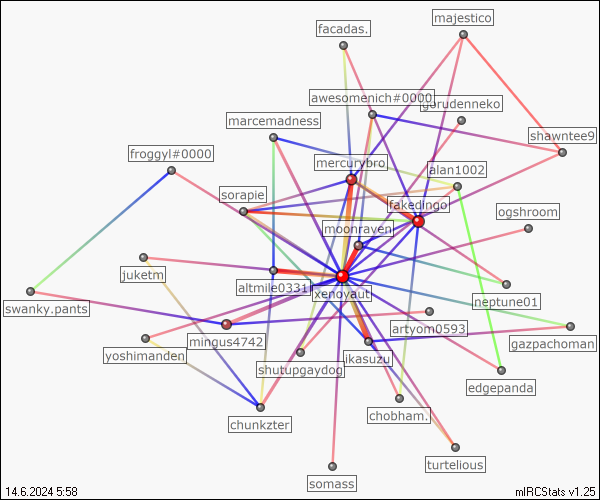 majestico
facadas.
awesomenich#0000
gorudenneko
marcemadness
shawntee9
froggyl#0000
mercurybro.
alan1002
sorapie
fakedingo
ogshroom
moonraven
juketm
altmile0331
xenoyaut
neptune01
swanky.pants
artyom0593
mingus4742
gazpachoman
yoshimanden
ikasuzu
shutupgaydog
edgepanda
chobham.
chunkzter
turtelious
somass
14.6.2024 5:58
mIRCStats v1.25